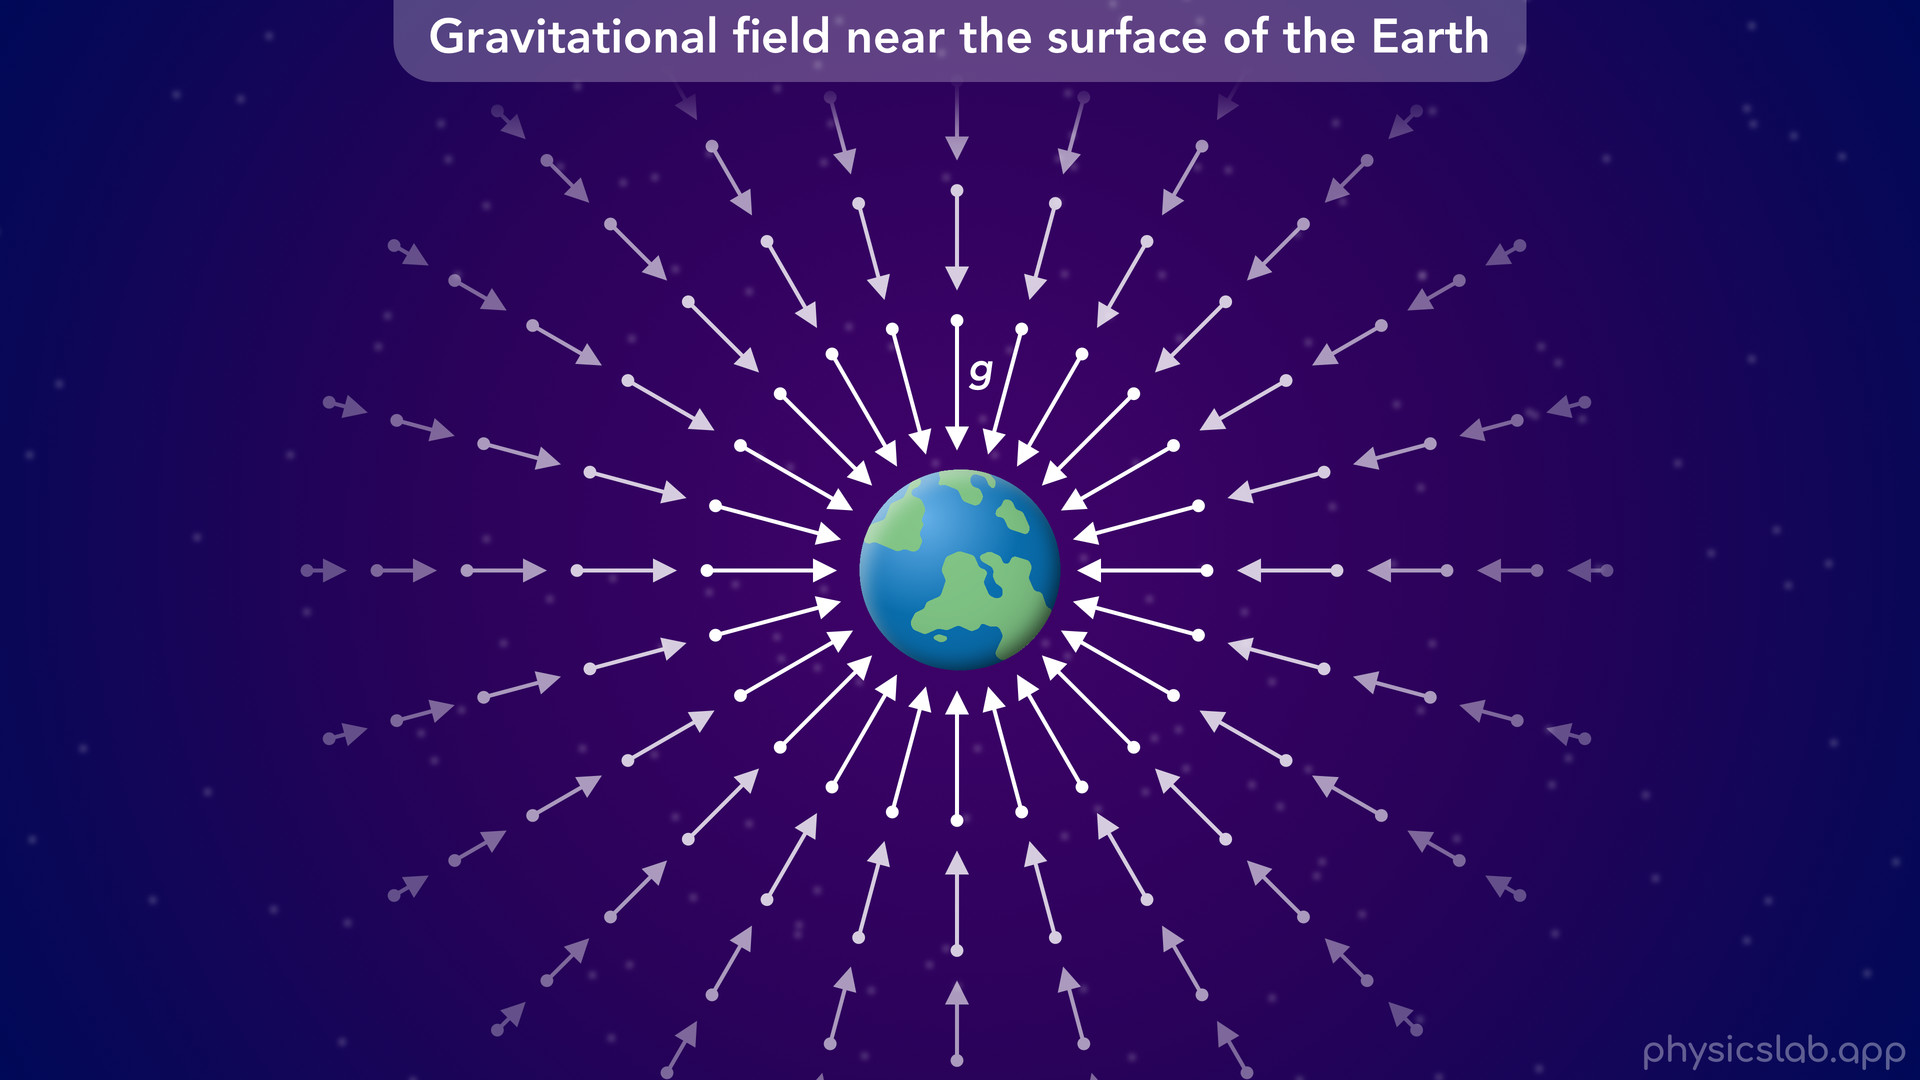 Gravitational field near the surface of the Earth
g
physicslab.app